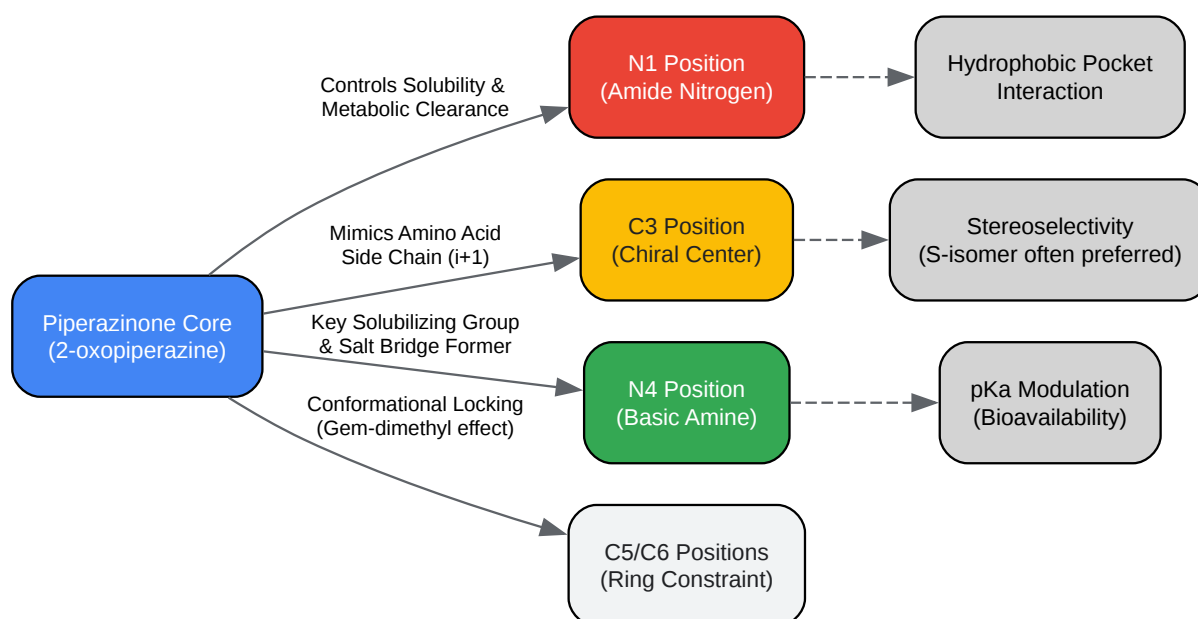 N1 Position
(Amide Nitrogen)
Hydrophobic Pocket
Interaction
Controls Solubility &
Metabolic Clearance
Mimics Amino Acid
Side Chain (i+1)
C3 Position
(Chiral Center)
Stereoselectivity
(S-isomer often preferred)
Piperazinone Core
(2-oxopiperazine)
Key Solubilizing Group
& Salt Bridge Former
N4 Position
(Basic Amine)
pKa Modulation
(Bioavailability)
Conformational Locking
(Gem-dimethyl effect)
C5/C6 Positions
(Ring Constraint)